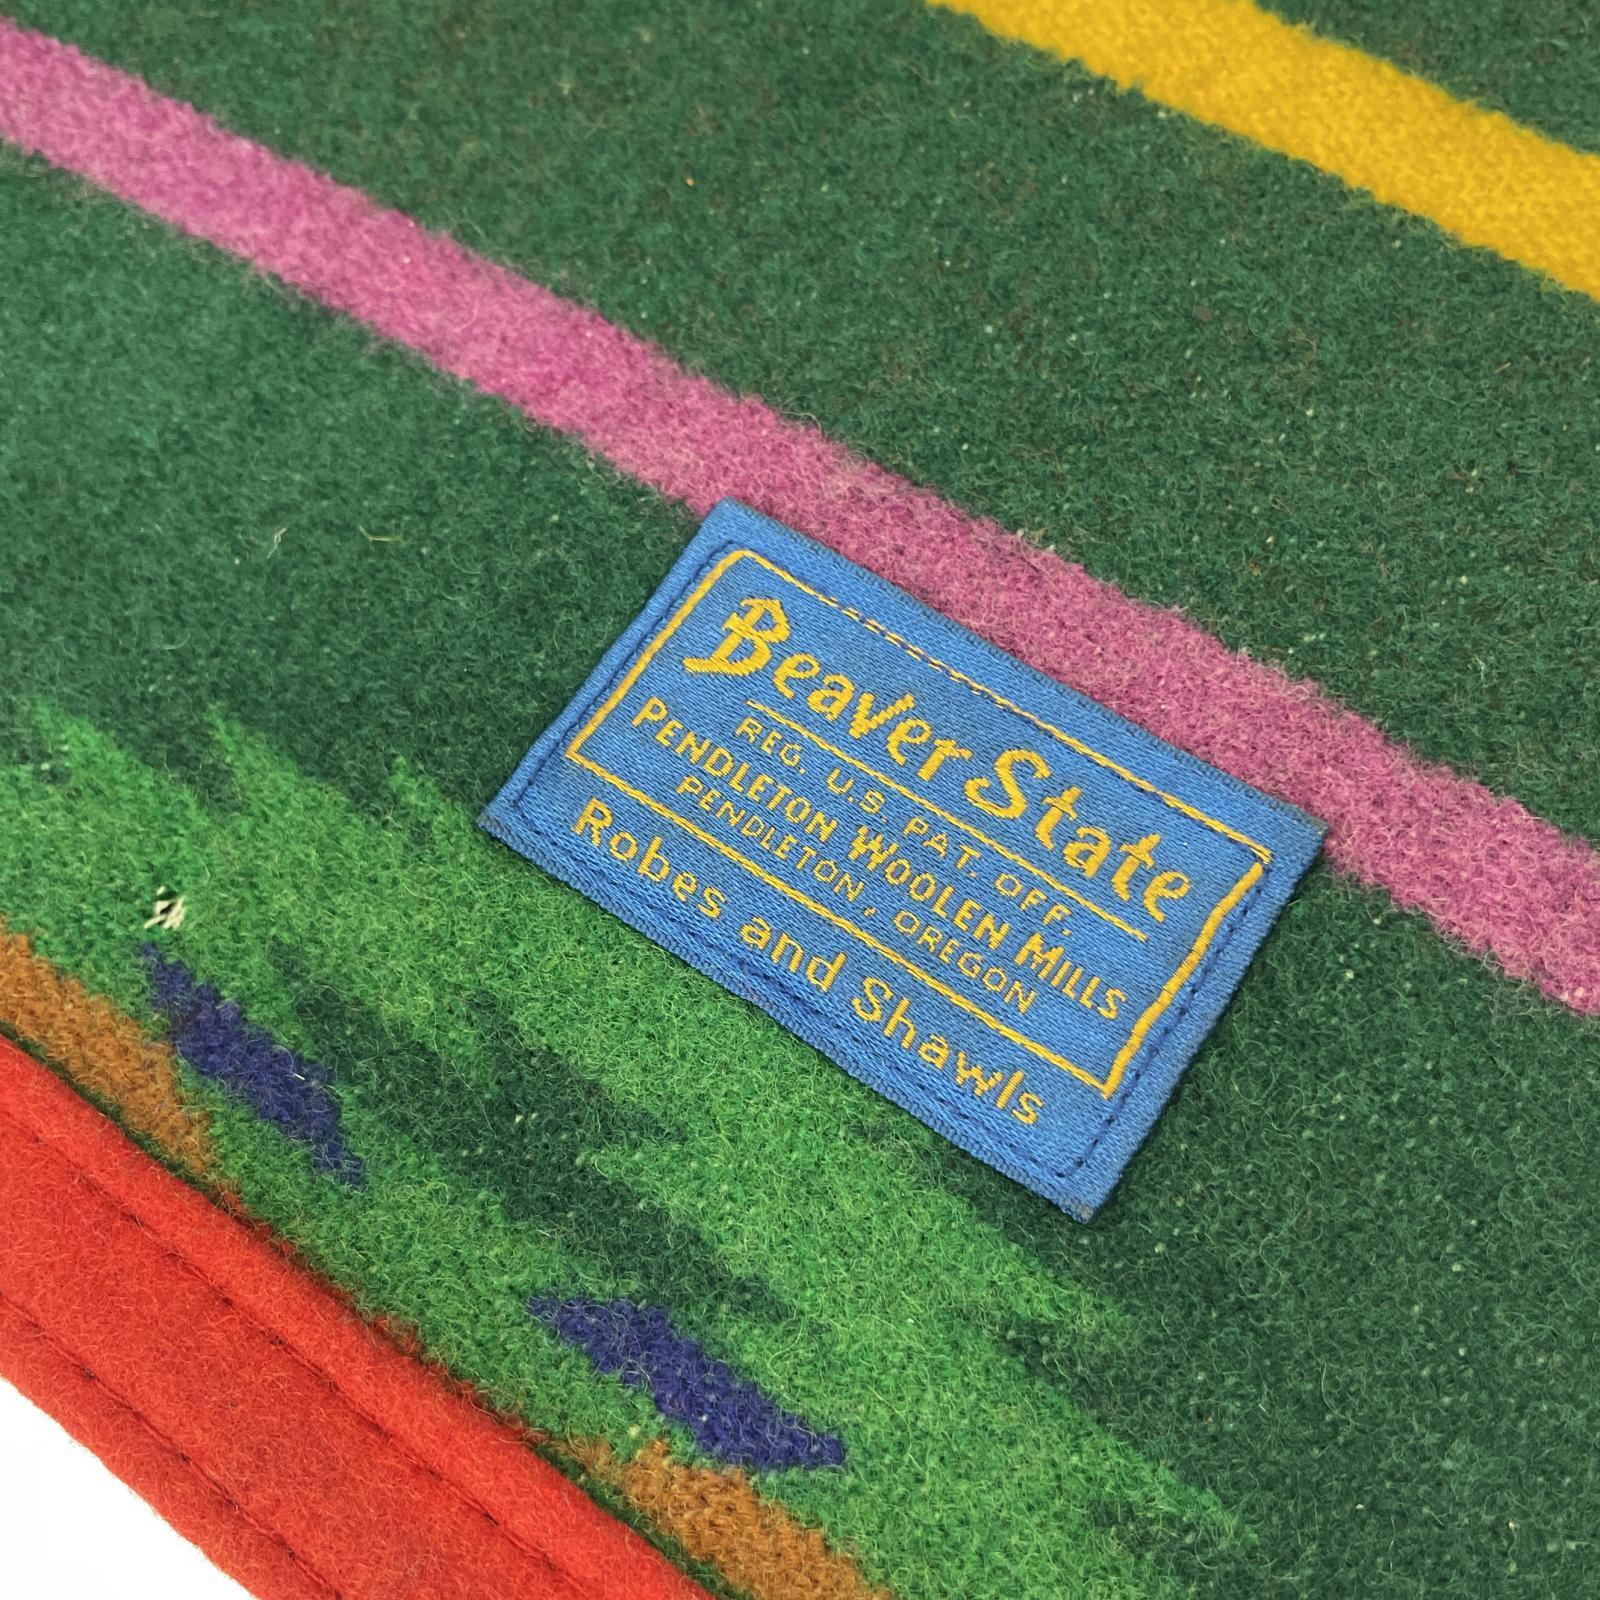 Beaver State
REG. U.S. PAT. OFF.
PENDLETON WOOLEN MILLS
PENDLETON, OREGON
Robes and Shawls